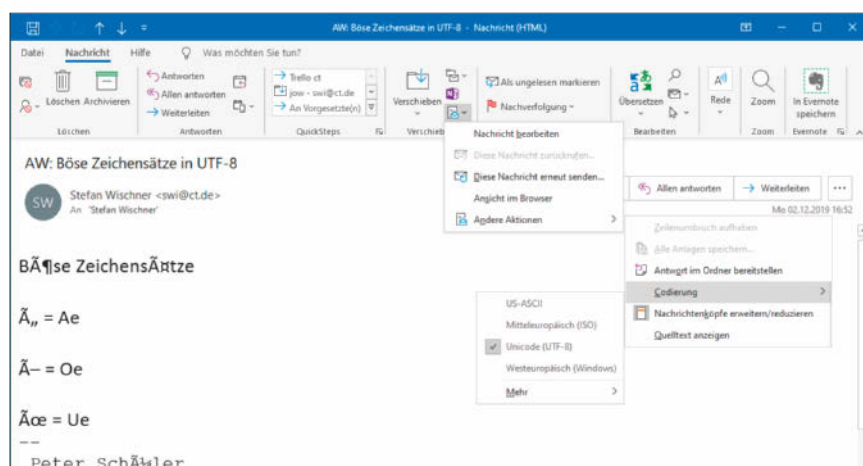 AW: Böse Zeichensätze in UTF-8 - Nachricht (HTML)
Datei Nachricht Hilfe Was möchten Sie tun?
Löschen Archivieren
Löschen
Antworten
Allen antworten
Weiterleiten
Antworten
Trello ct
jow - swi@ct.de
An Vorgesetzte(n)
QuickSteps
Verschieben
Verschieb
Als ungelesen markieren
Nachverfolgung
Übersetzen
Bearbeiten
Rede
Zoom
Zoom
In Evernote
speichern
Evernote
Nachricht bearbeiten
Diese Nachricht zurückrufen...
Diese Nachricht erneut senden...
Ansicht im Browser
Andere Aktionen
AW: Böse Zeichensätze in UTF-8
SW
Stefan Wischner <swi@ct.de>
An 'Stefan Wischner'
Allen antworten Weiterleiten ...
Mo 02.12.2019 16:52
Zeilenumbruch aufheben
Alle Anlagen speichern...
Antwort im Ordner bereitstellen
Codierung
Nachrichtenköpfe erweitern/reduzieren
Quelltext anzeigen
US-ASCII
Mitteleuropäisch (ISO)
Unicode (UTF-8)
Westeuropäisch (Windows)
Mehr
BÃ¶se ZeichensÃ¤tze
Ã„ = Ae
Ã– = Oe
Ãœ = Ue
--
Peter SchÃ¼ler